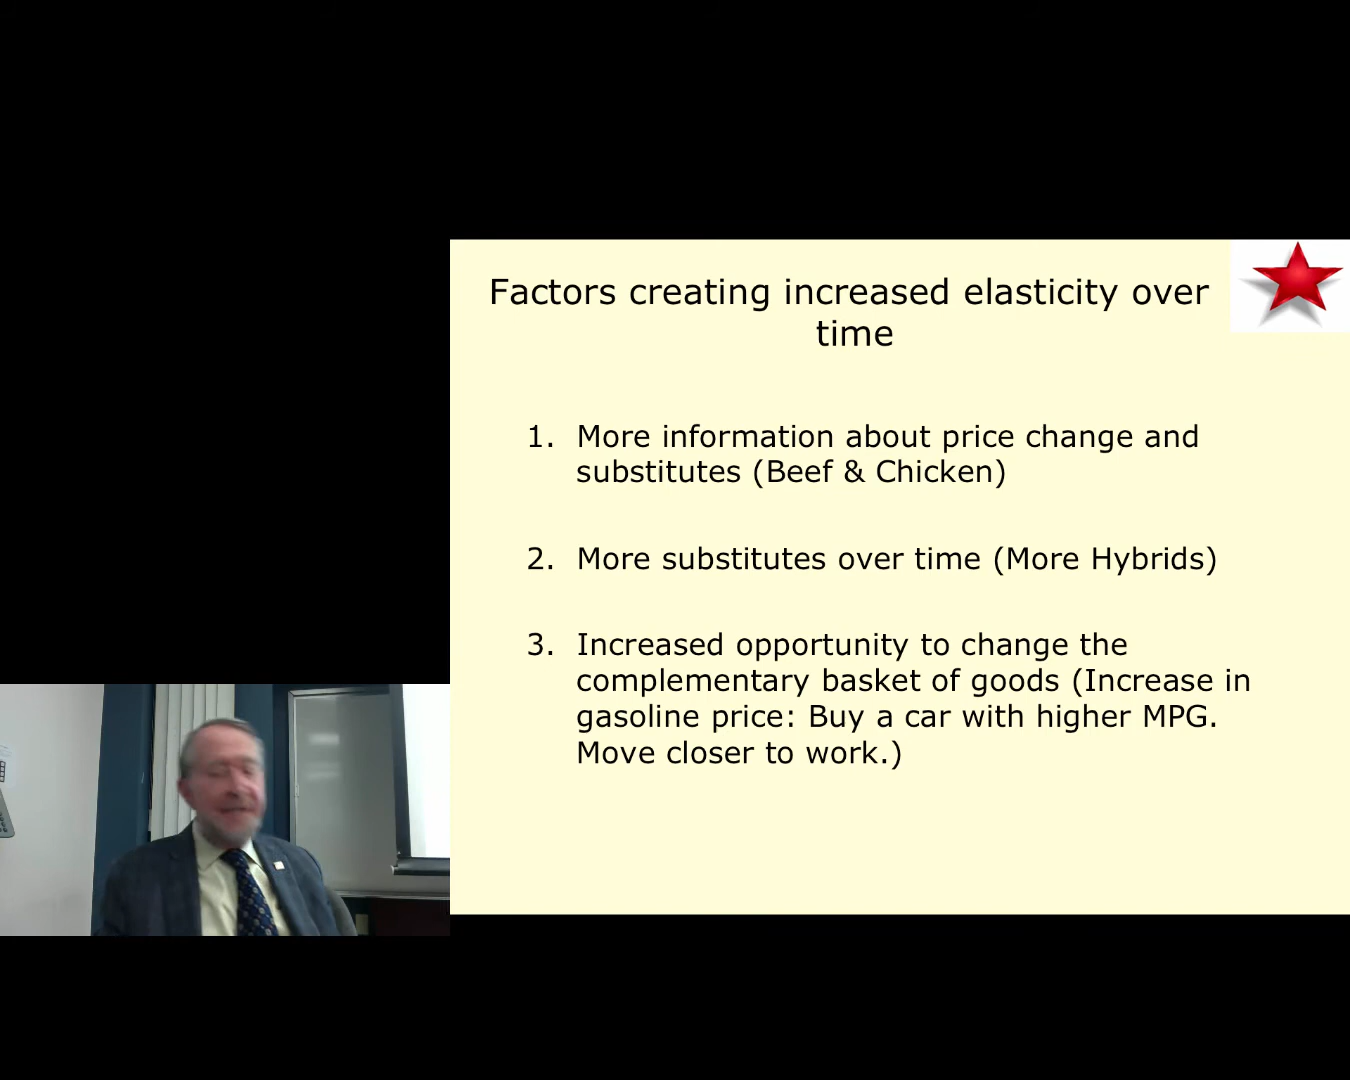 Factors creating increased elasticity over
time
1. More information about price change and
substitutes (Beef & Chicken)
2. More substitutes over time (More Hybrids)
3. Increased opportunity to change the
complementary basket of goods (Increase in
gasoline price: Buy a car with higher MPG.
Move closer to work.)